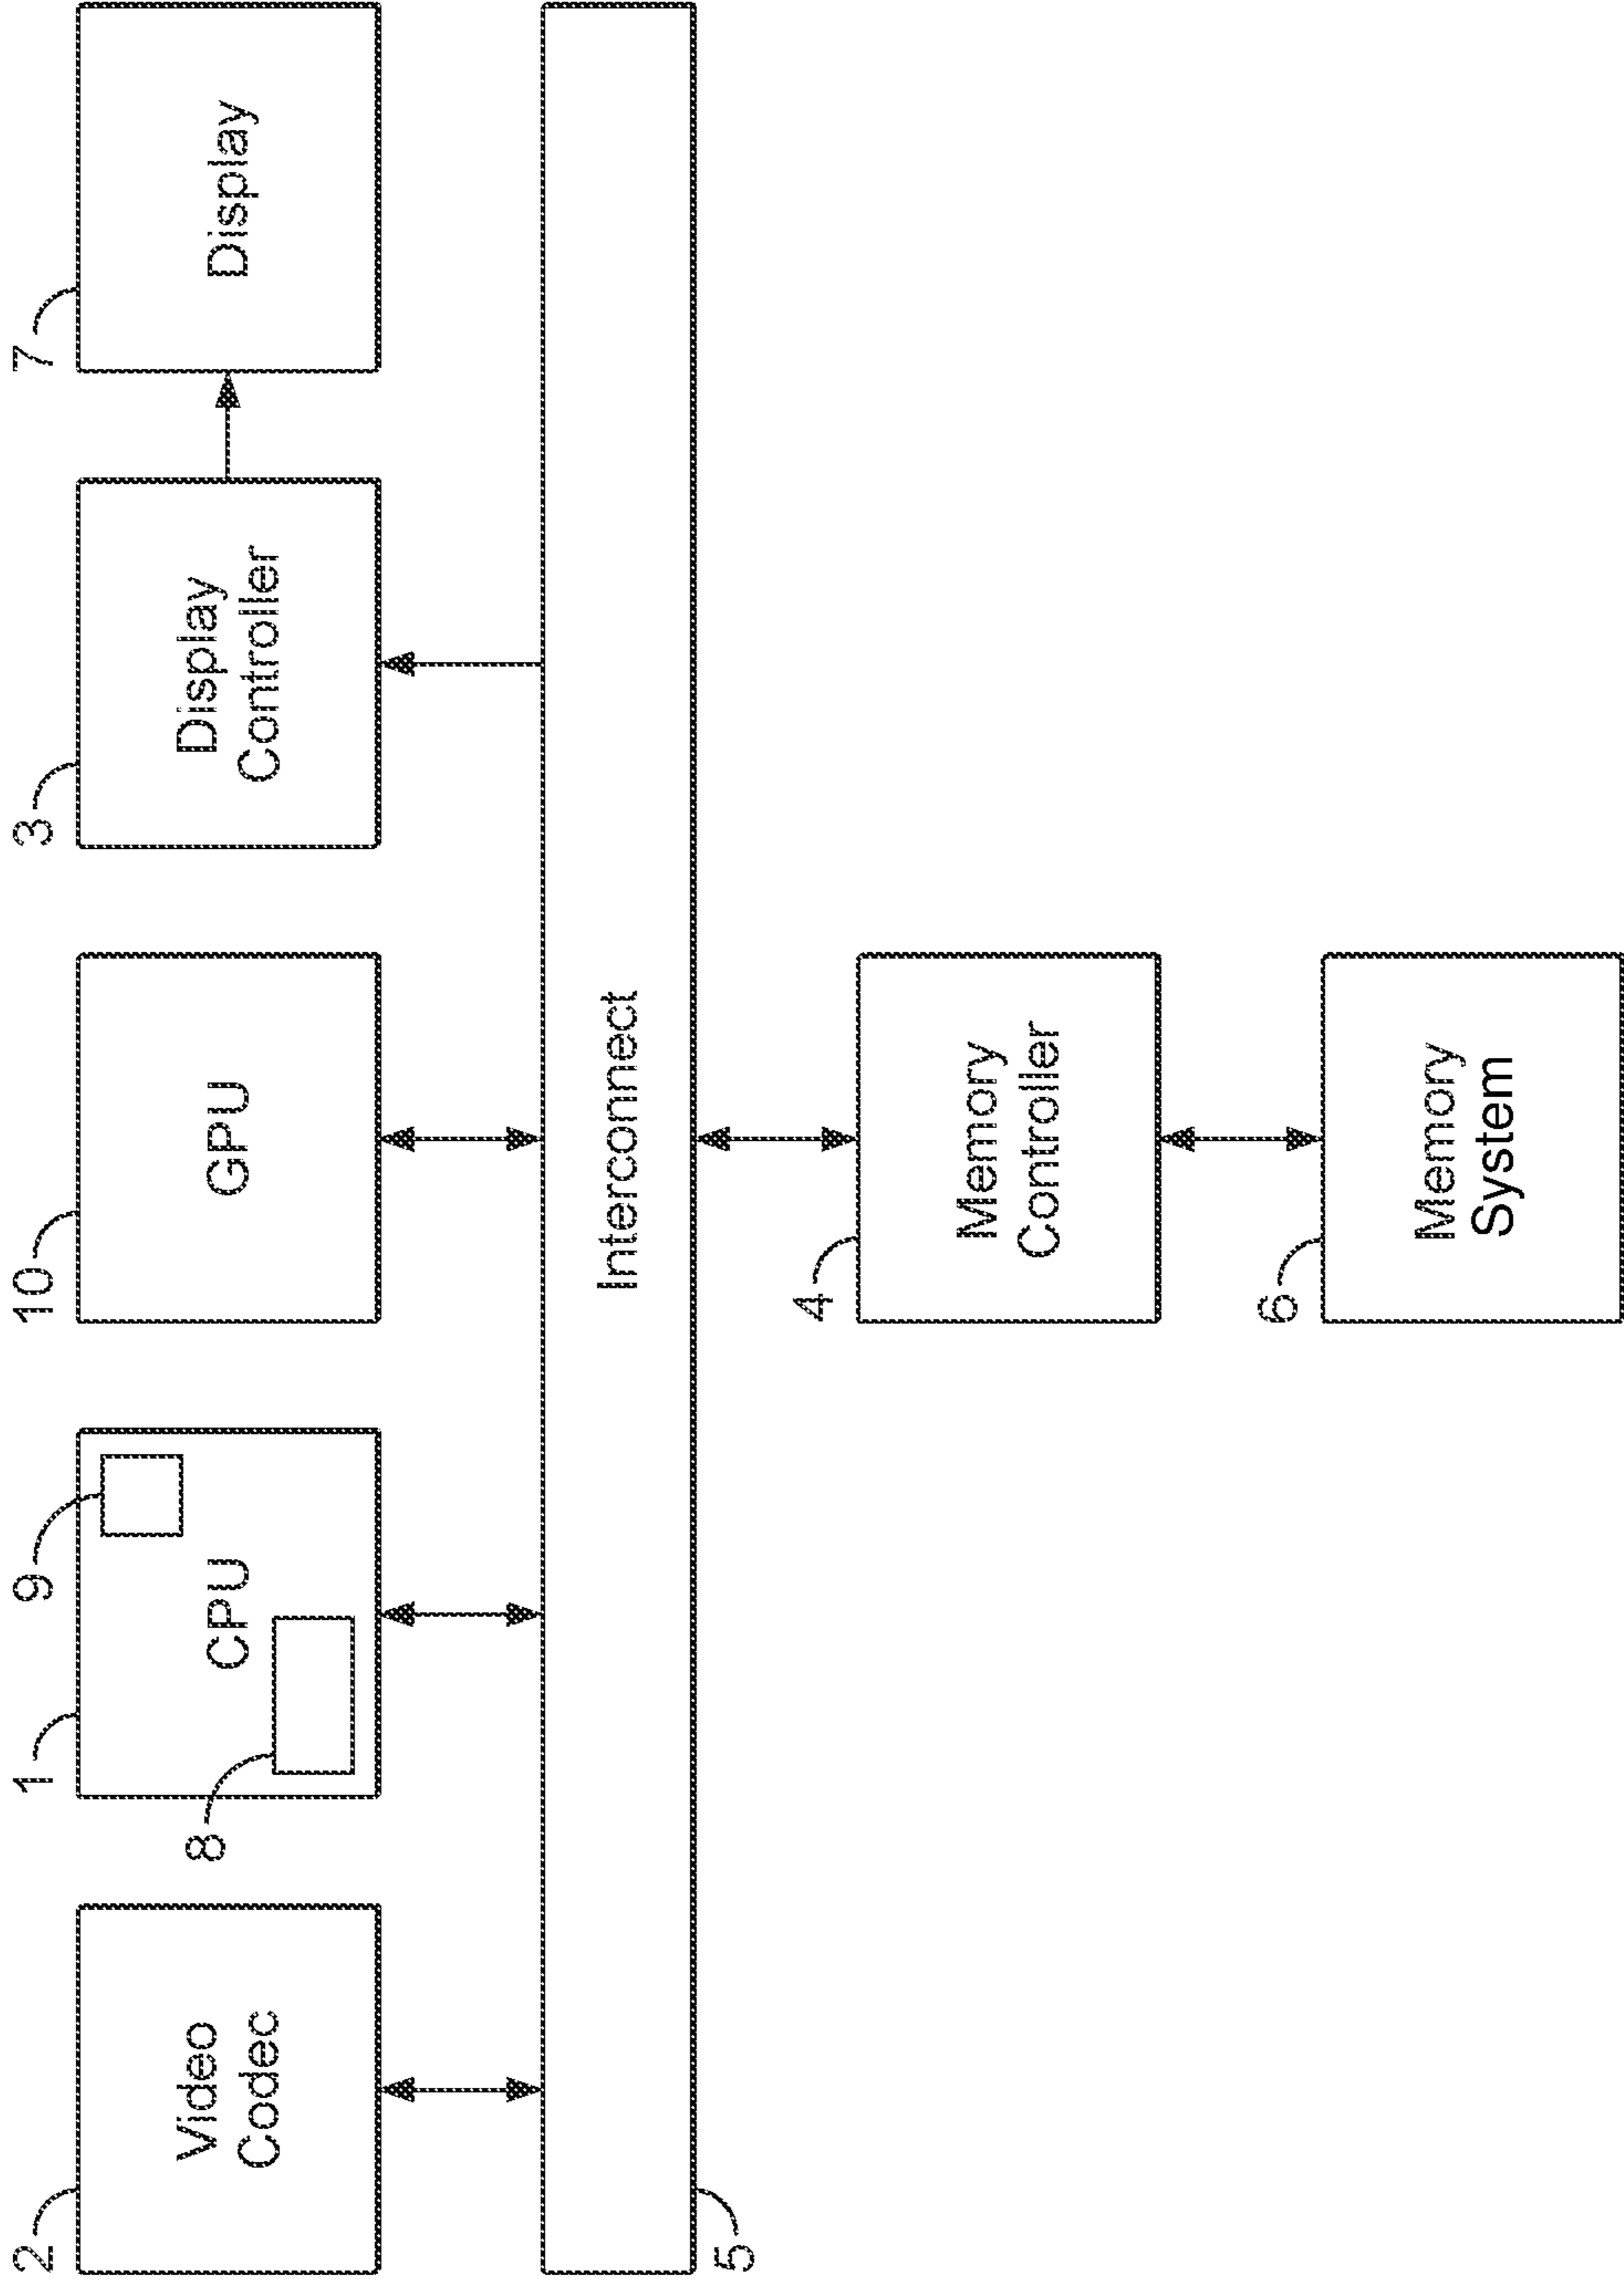 2
1
9
10
3
7
8
Video
Codec
CPU
GPU
Display
Controller
Display
Interconnect
5
4
Memory
Controller
6
Memory
System